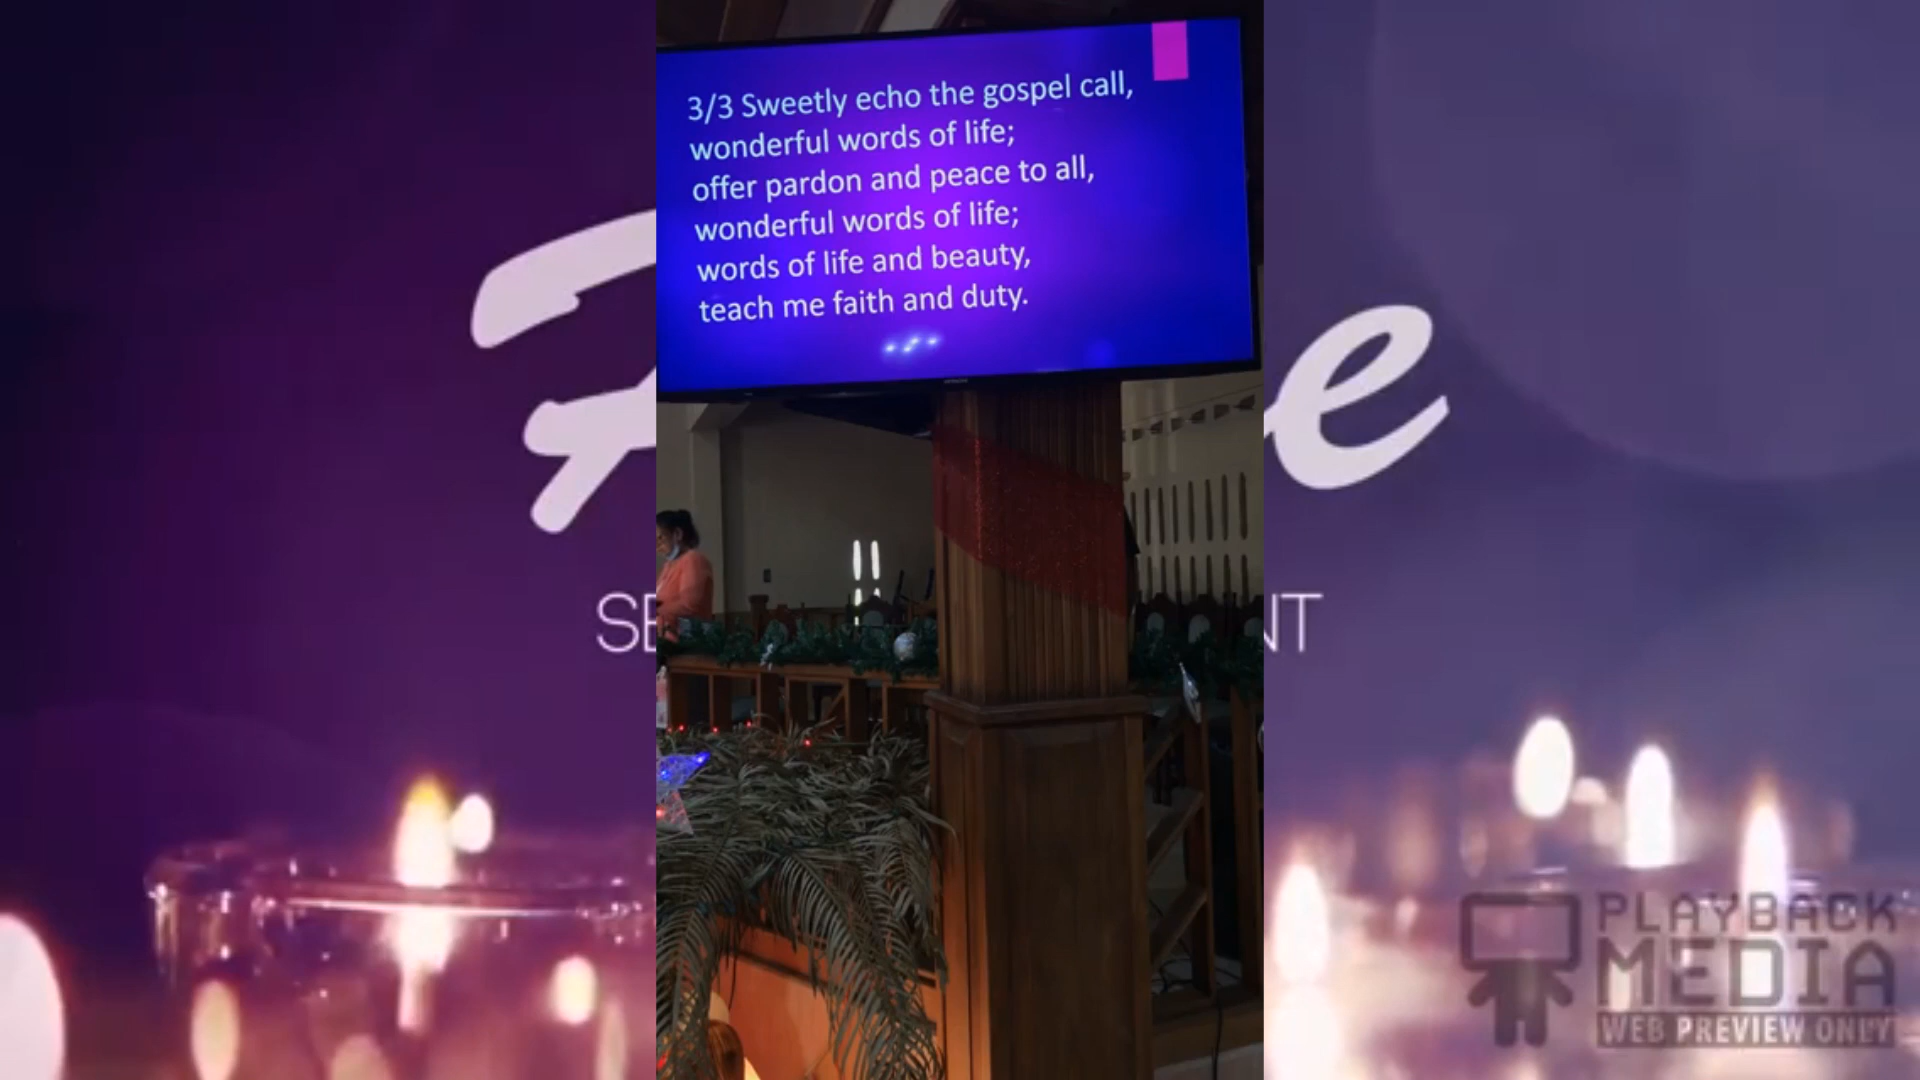 3/3 Sweetly echo the gospel call,
wonderful words of life;
offer pardon and peace to all,
wonderful words of life;
words of life and beauty,
teach me faith and duty.
PLAYBACK
MEDIA
WEB PREVIEW ONLY